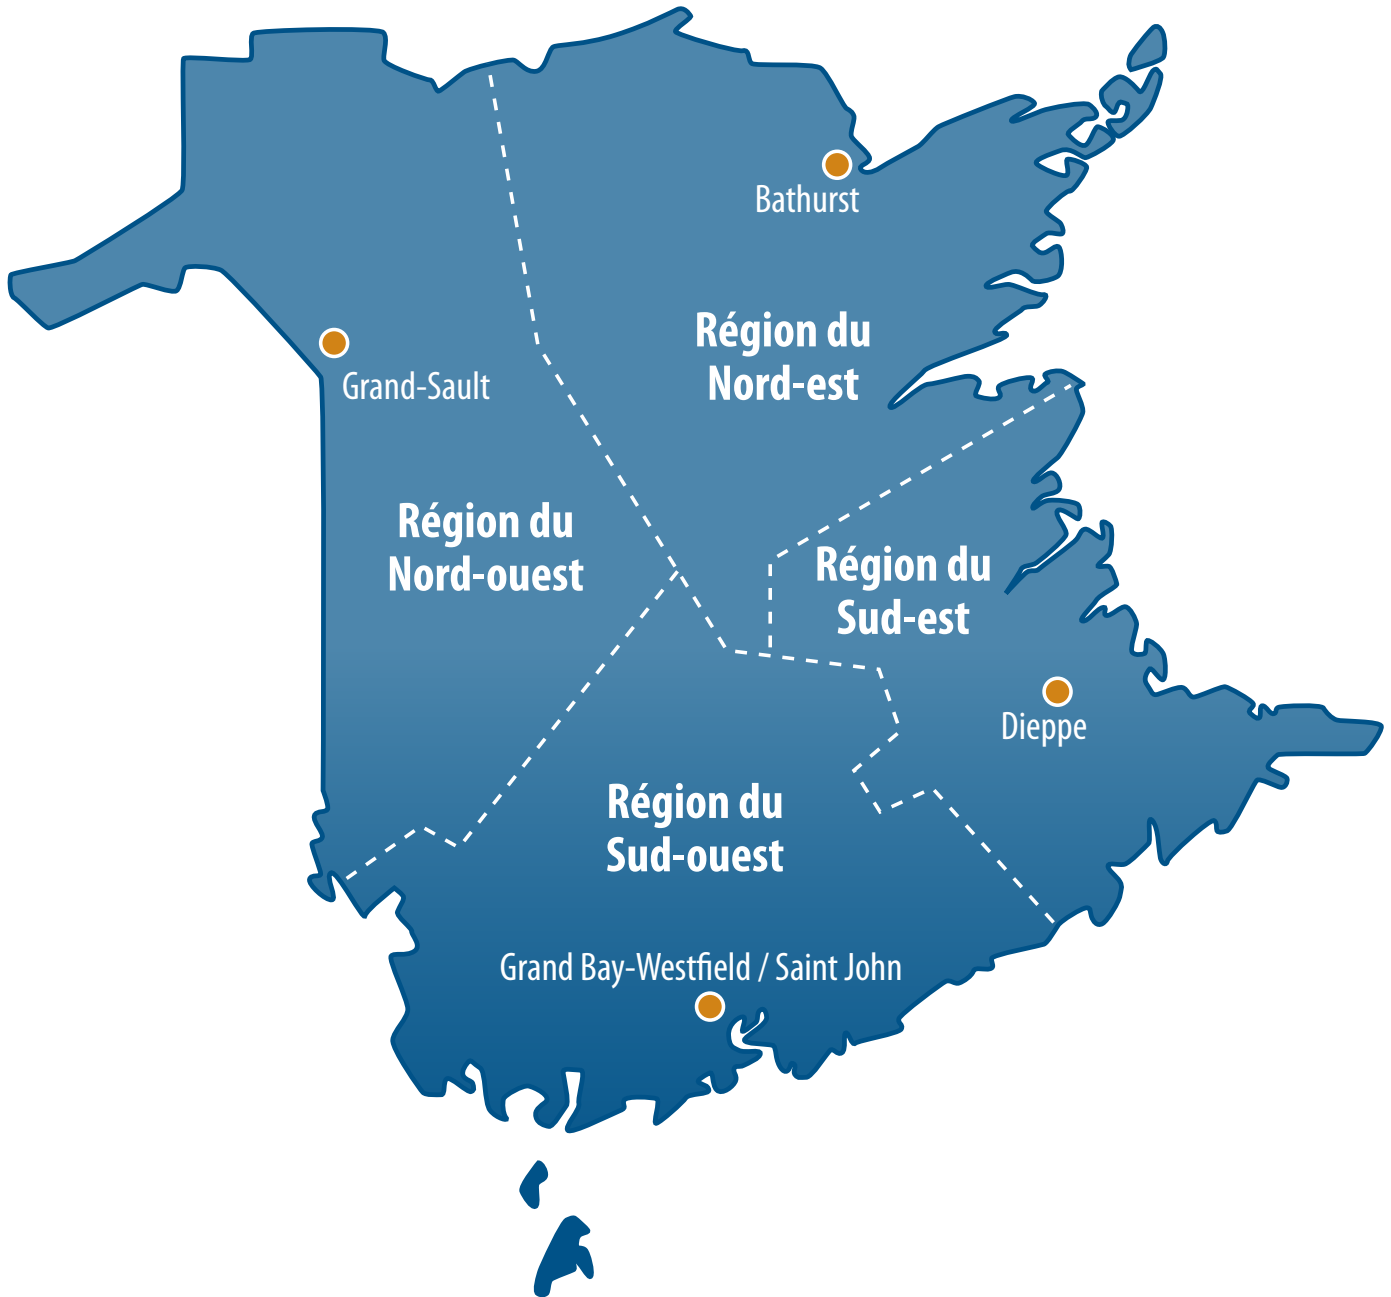 Bathurst
Région du
Nord-est
Grand-Sault
Région du
Nord-ouest
Région du
Sud-est
Dieppe
Région du
Sud-ouest
Grand Bay-Westfield / Saint John